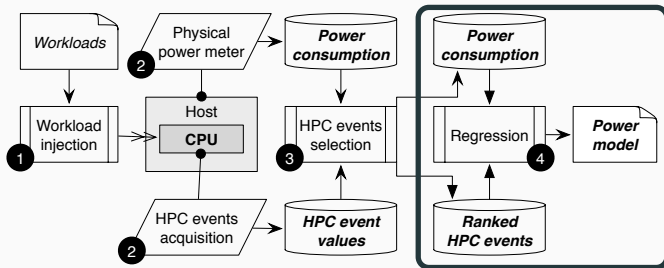 Workloads
Physical
power meter
2
Power
consumption
Power
consumption
Workload
injection
1
Host
CPU
HPC events
selection
3
Regression
4
Power
model
HPC events
acquisition
2
HPC event
values
Ranked
HPC events